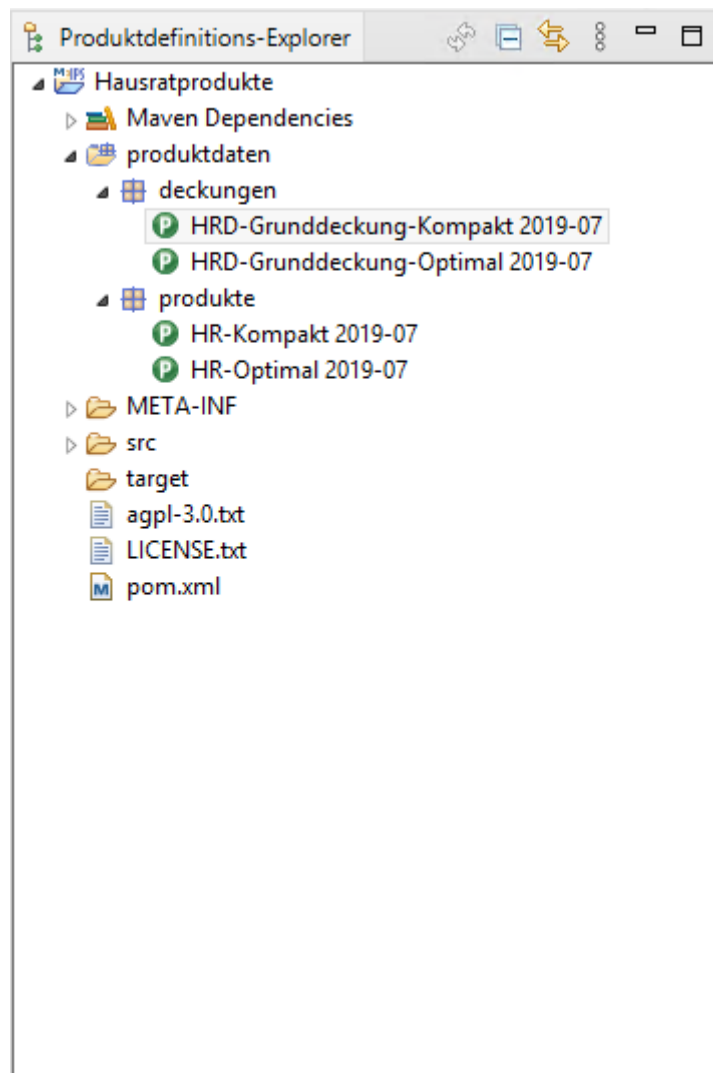 Produktdefinitions-Explorer
Hausratprodukte
Maven Dependencies
produktdaten
deckungen
HRD-Grunddeckung-Kompakt 2019-07
HRD-Grunddeckung-Optimal 2019-07
produkte
HR-Kompakt 2019-07
HR-Optimal 2019-07
META-INF
src
target
agpl-3.0.txt
LICENSE.txt
pom.xml